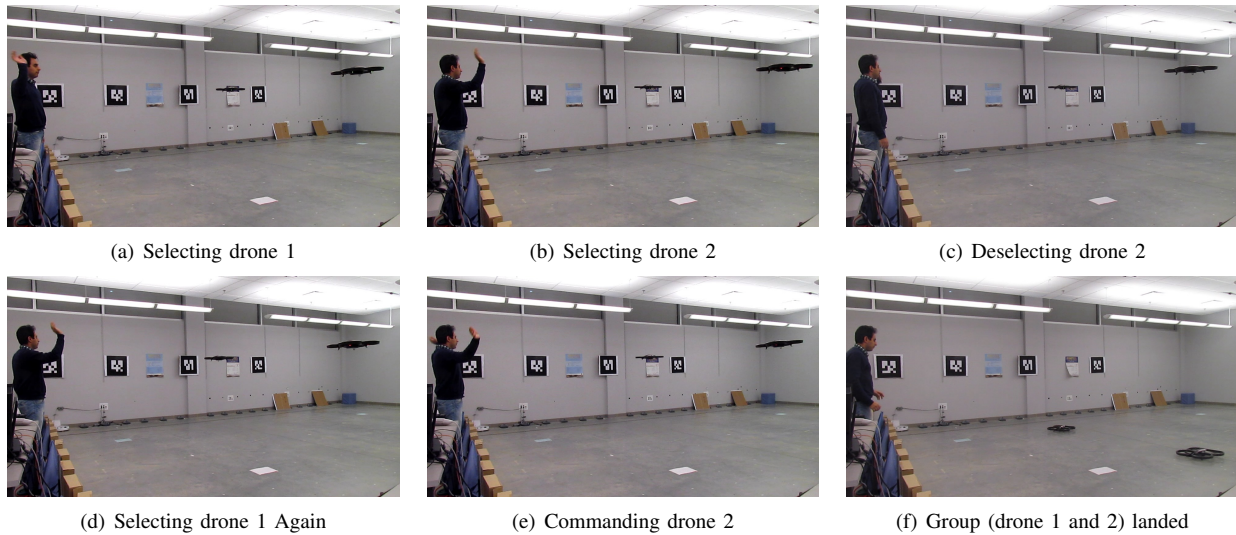 (a) Selecting drone 1
(b) Selecting drone 2
(c) Deselecting drone 2
(d) Selecting drone 1 Again
(e) Commanding drone 2
(f) Group (drone 1 and 2) landed